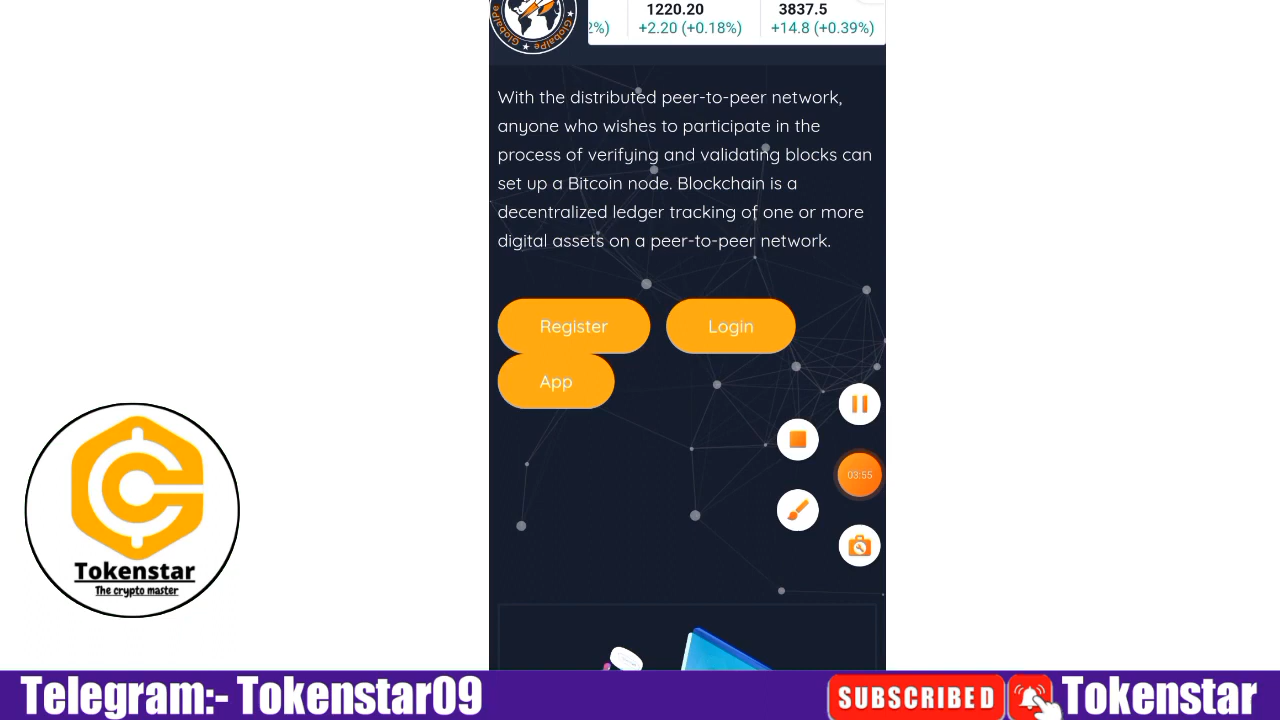 GlobalPe GlobalPe
2%)
1220.20
+2.20 (+0.18%)
3837.5
+14.8 (+0.39%)
With the distributed peer-to-peer network,
anyone who wishes to participate in the
process of verifying and validating blocks can
set up a Bitcoin node. Blockchain is a
decentralized ledger tracking of one or more
digital assets on a peer-to-peer network.
Register
Login
App
03:55
Tokenstar
The crypto master
Telegram:- Tokenstar09
SUBSCRIBED
Tokenstar